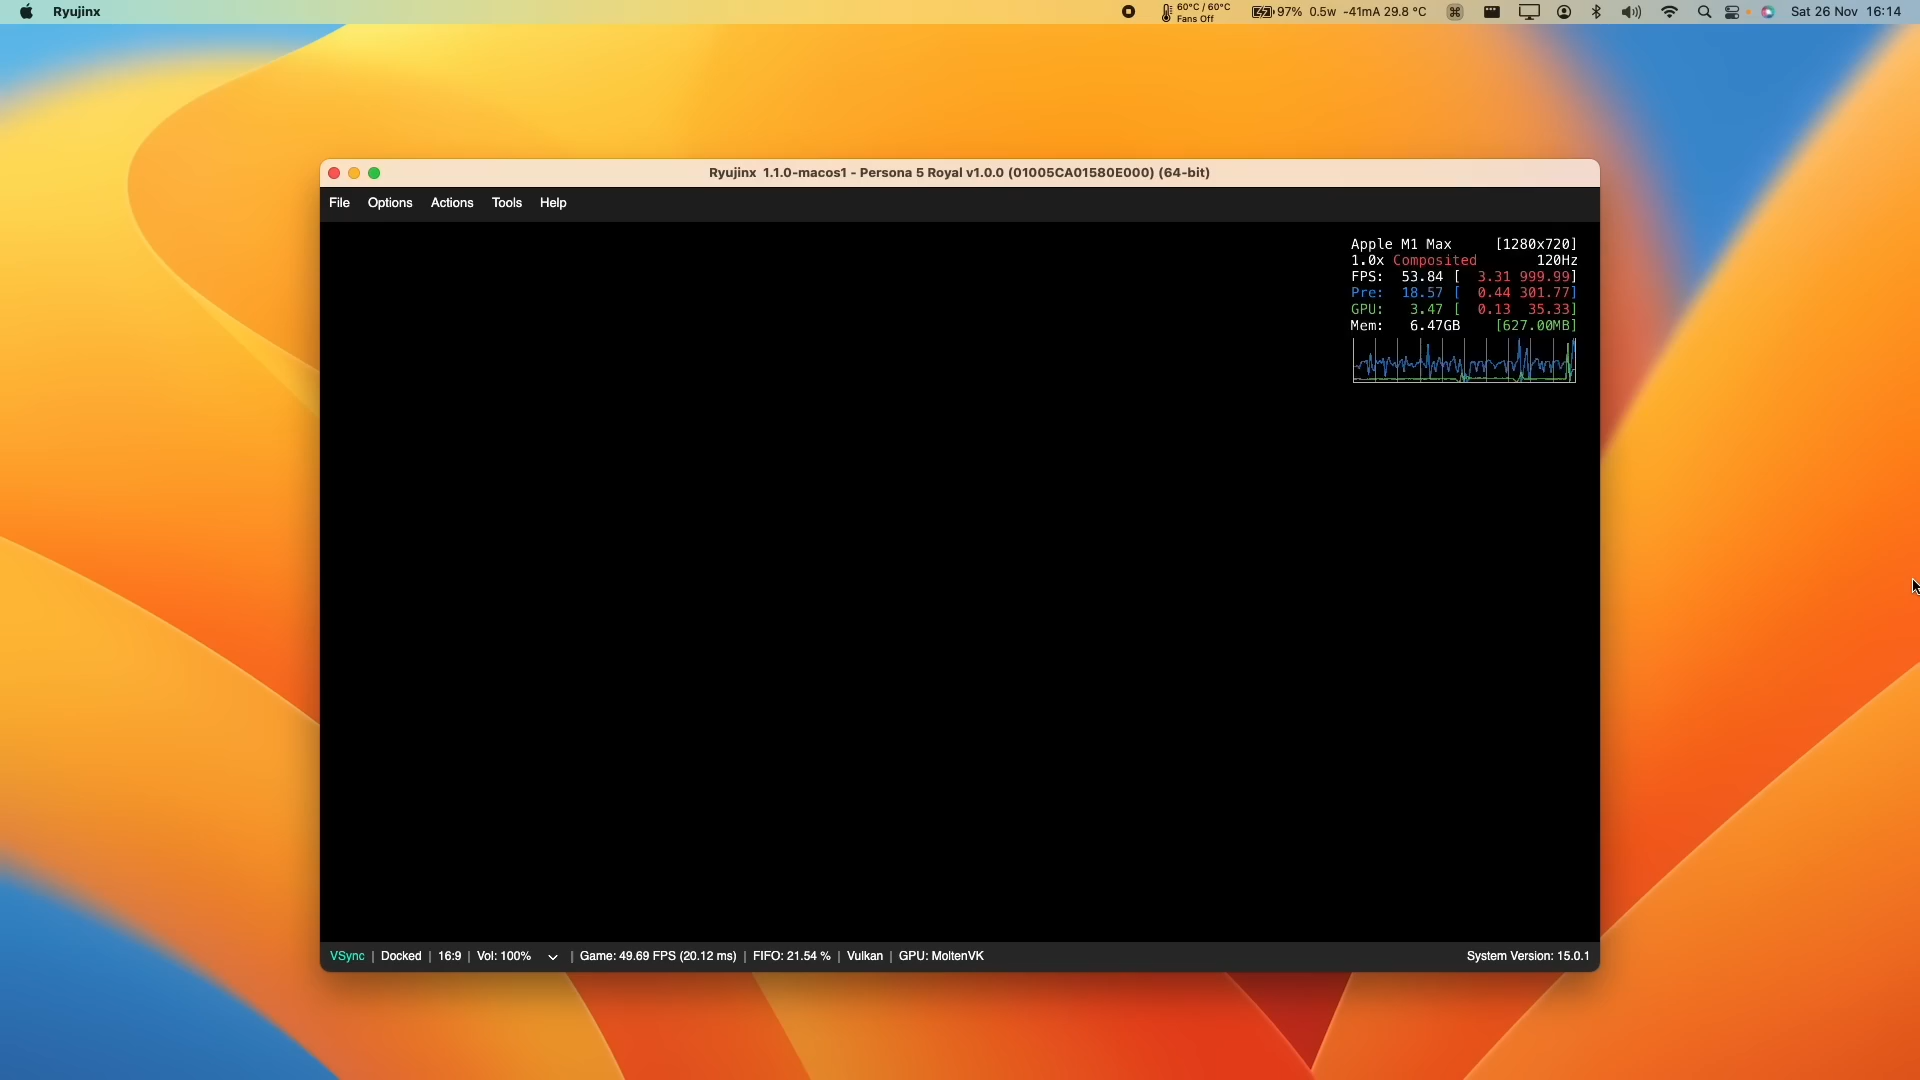 Ryujinx
60°C / 60°C
Fans Off
97% 0.5w -41mA 29.8 °C
Sat 26 Nov 16:14
Ryujinx 1.1.0-macos1 - Persona 5 Royal v1.0.0 (01005CA01580E000) (64-bit)
File Options Actions Tools Help
Apple M1 Max [1280x720]
1.0x Composited 120Hz
FPS: 53.84 [ 3.31 999.99]
Pre: 18.57 [ 0.44 301.77]
GPU: 3.47 [ 0.13 35.33]
Mem: 6.47GB [627.00MB]
VSync | Docked | 16:9 | Vol: 100% | Game: 49.69 FPS (20.12 ms) | FIFO: 21.54 % | Vulkan | GPU: MoltenVK System Version: 15.0.1